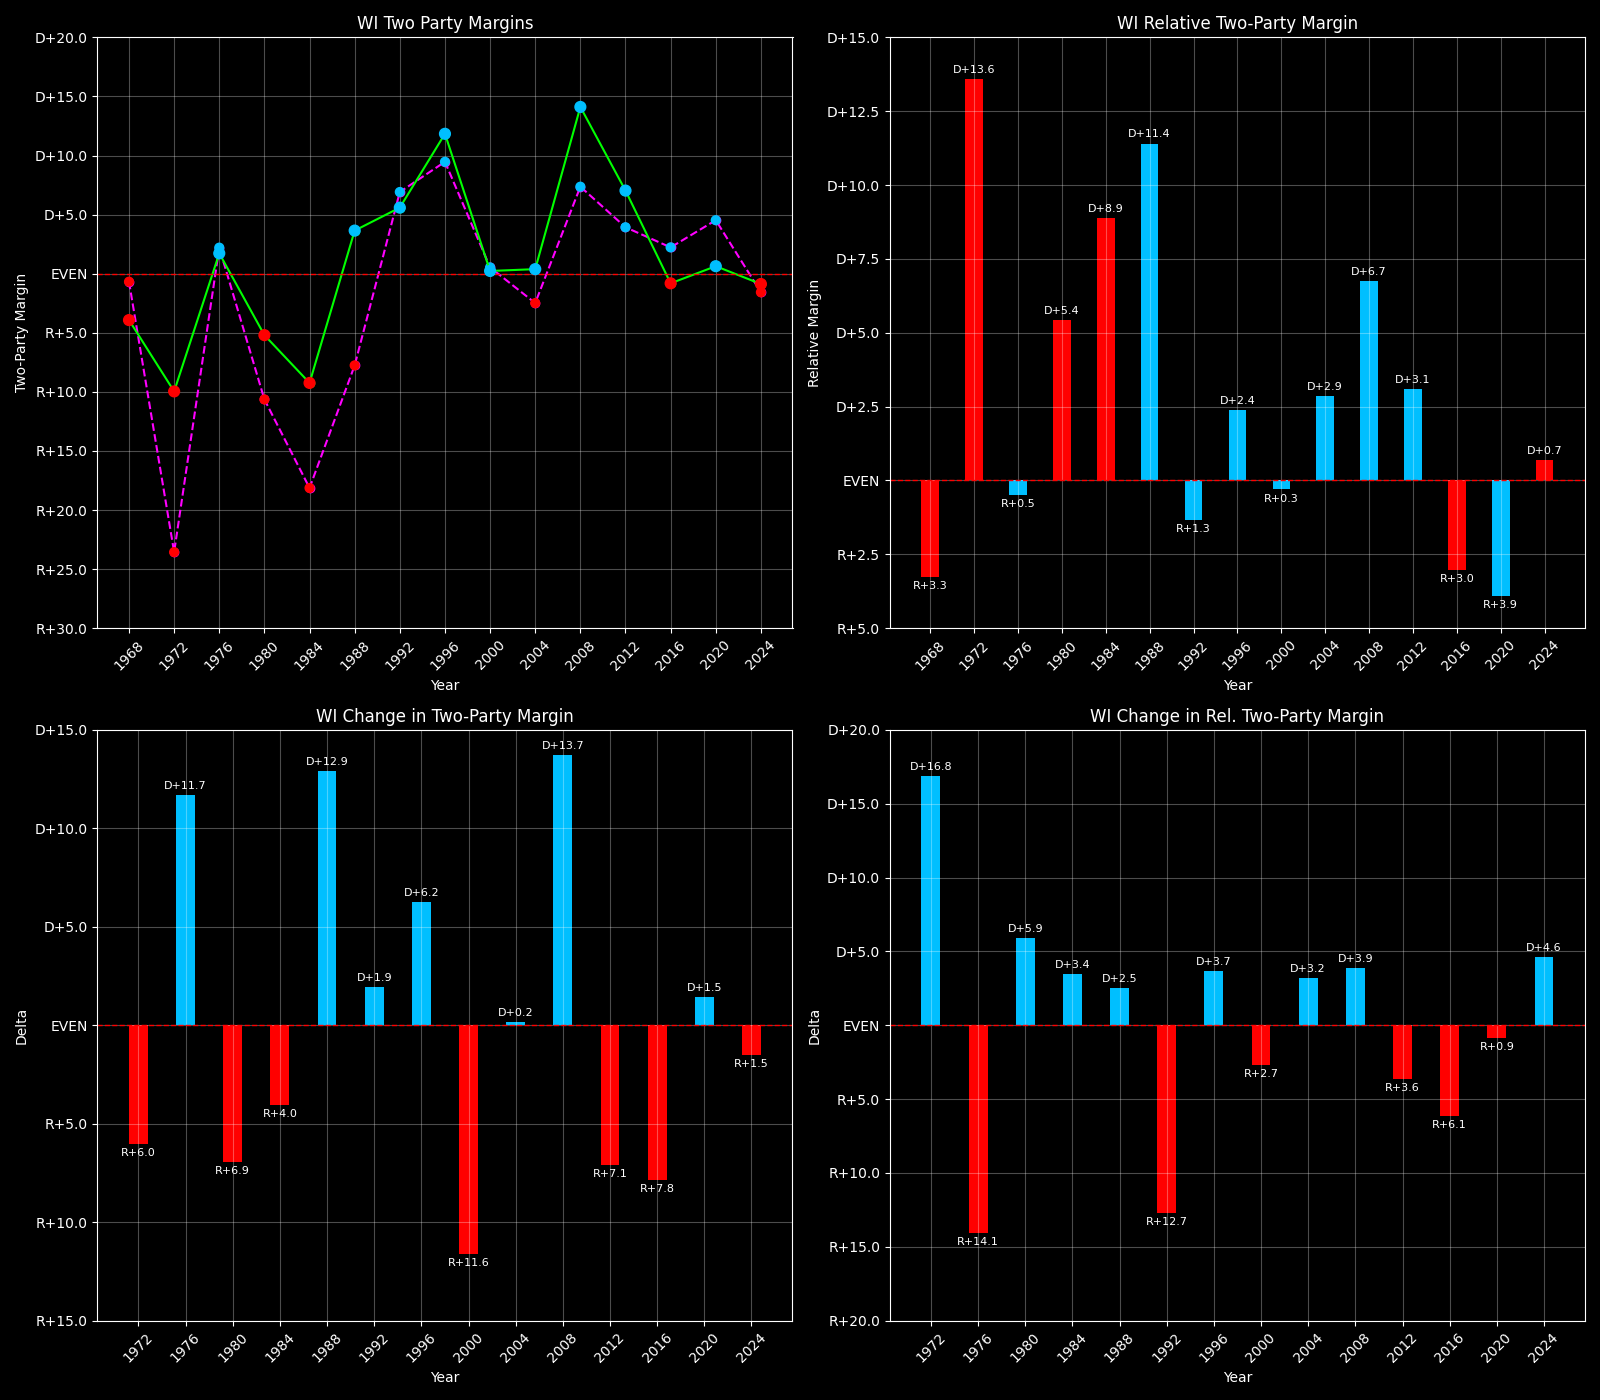 WI Two Party Margins
D+20.0
D+15.0
D+10.0
D+5.0
EVEN
R+5.0
R+10.0
R+15.0
R+20.0
R+25.0
R+30.0
Two-Party Margin
1968 1972 1976 1980 1984 1988 1992 1996 2000 2004 2008 2012 2016 2020 2024
Year
WI Relative Two-Party Margin
D+15.0
D+12.5
D+10.0
D+7.5
D+5.0
D+2.5
EVEN
R+2.5
R+5.0
Relative Margin
R+3.3
D+13.6
R+0.5
D+5.4
D+8.9
D+11.4
R+1.3
D+2.4
R+0.3
D+2.9
D+6.7
D+3.1
R+3.0
R+3.9
D+0.7
1968 1972 1976 1980 1984 1988 1992 1996 2000 2004 2008 2012 2016 2020 2024
Year
WI Change in Two-Party Margin
D+15.0
D+10.0
D+5.0
EVEN
R+5.0
R+10.0
R+15.0
Delta
R+6.0
D+11.7
R+6.9
R+4.0
D+12.9
D+1.9
D+6.2
R+11.6
D+0.2
D+13.7
R+7.1
R+7.8
D+1.5
R+1.5
1972 1976 1980 1984 1988 1992 1996 2000 2004 2008 2012 2016 2020 2024
Year
WI Change in Rel. Two-Party Margin
D+20.0
D+15.0
D+10.0
D+5.0
EVEN
R+5.0
R+10.0
R+15.0
R+20.0
Delta
D+16.8
R+14.1
D+5.9
D+3.4
D+2.5
R+12.7
D+3.7
R+2.7
D+3.2
D+3.9
R+3.6
R+6.1
R+0.9
D+4.6
1972 1976 1980 1984 1988 1992 1996 2000 2004 2008 2012 2016 2020 2024
Year